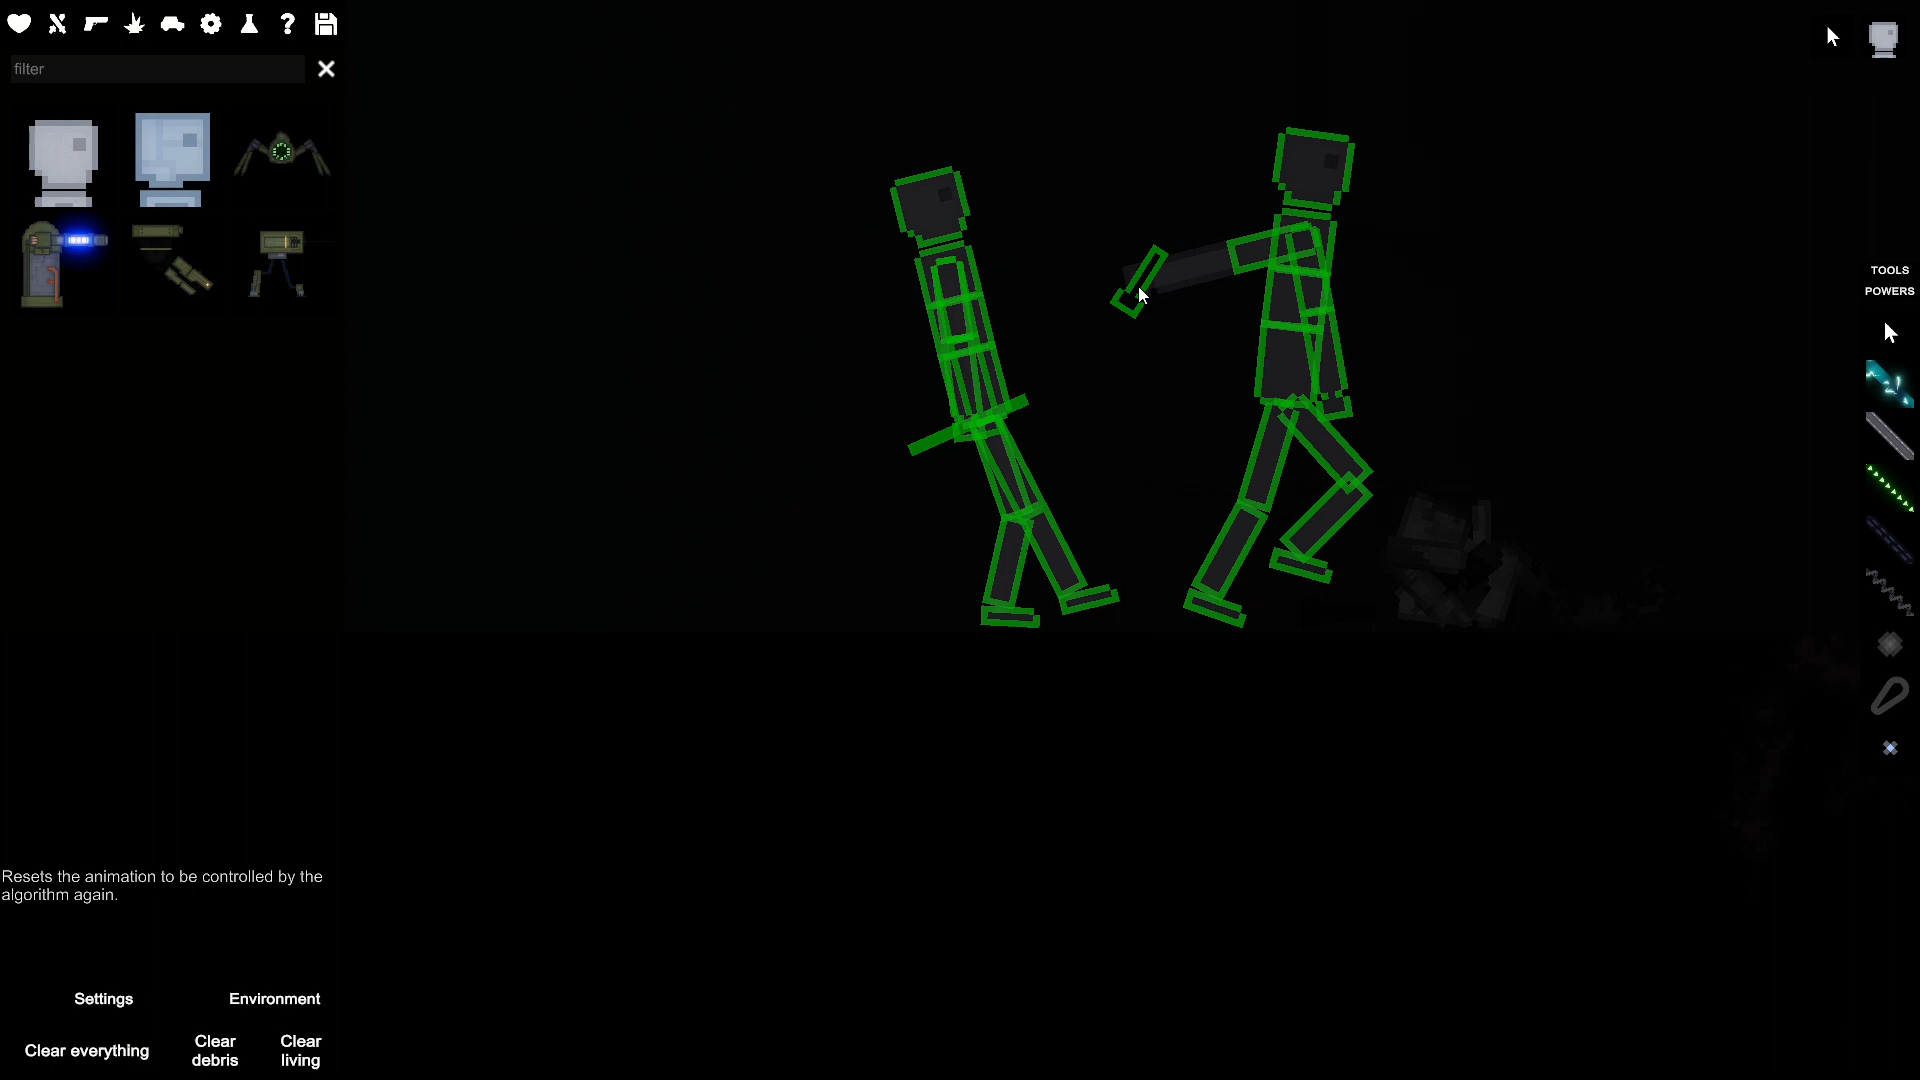 filter
TOOLS
POWERS
Resets the animation to be controlled by the
algorithm again.
Settings
Environment
Clear everything
Clear
debris
Clear
living